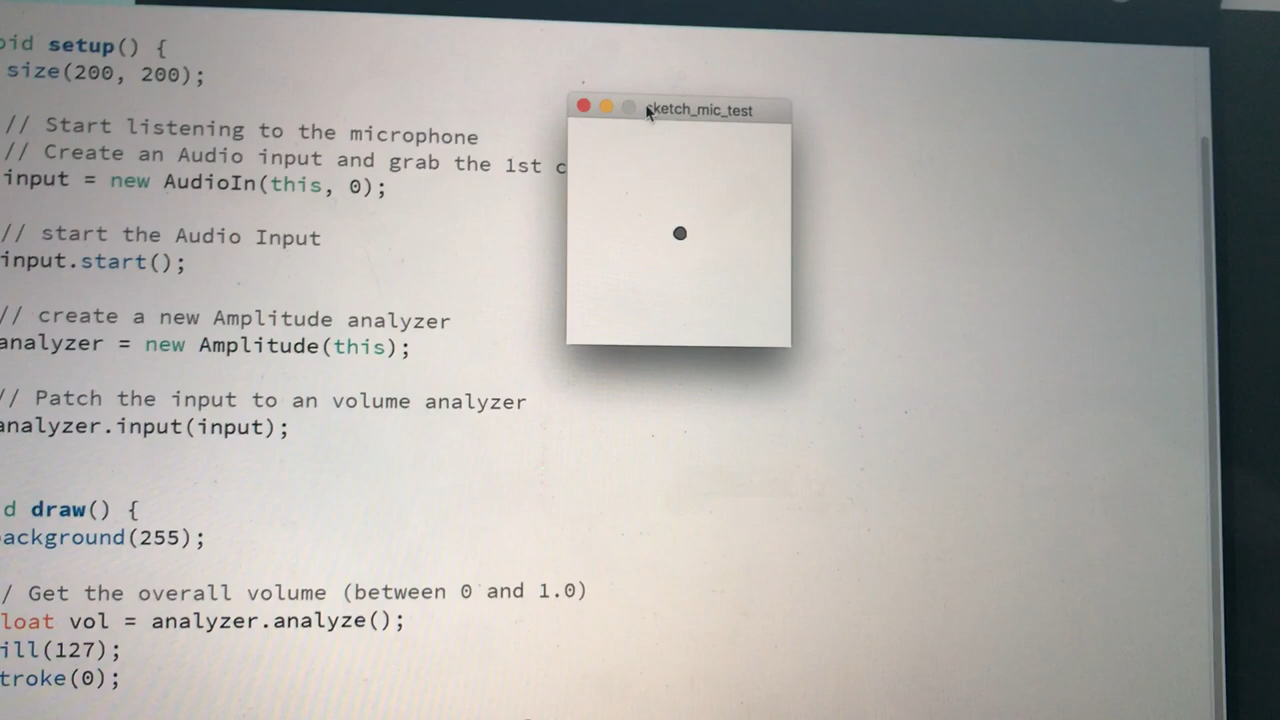 oid setup() {
size(200, 200);
// Start listening to the microphone
// Create an Audio input and grab the 1st c
input = new AudioIn(this, 0);
// start the Audio Input
input.start();
// create a new Amplitude analyzer
analyzer = new Amplitude(this);
// Patch the input to an volume analyzer
analyzer.input(input);
d draw() {
ackground(255);
/ Get the overall volume (between 0 and 1.0)
loat vol = analyzer.analyze();
ill(127);
troke(0);
sketch_mic_test